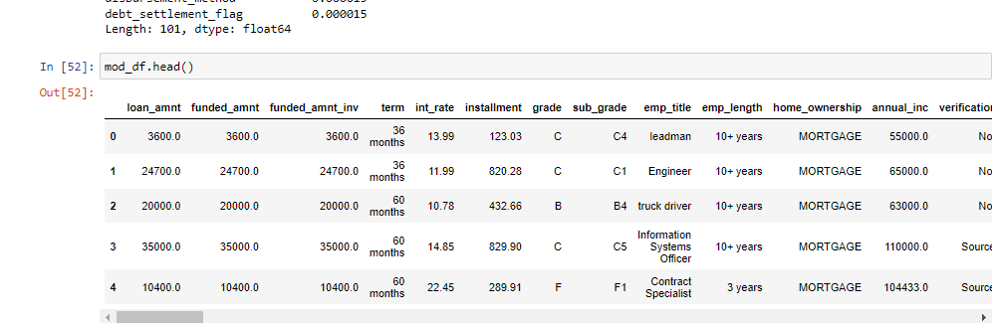 debt_settlement_flag 0.000015
Length: 101, dtype: float64
In [52]: mod_df.head()
Out[52]:
loan_amnt funded_amnt funded_amnt_inv term int_rate installment grade sub_grade emp_title emp_length home_ownership annual_inc verification
0 3600.0 3600.0 3600.0 36 months 13.99 123.03 C C4 leadman 10+ years MORTGAGE 55000.0 No
1 24700.0 24700.0 24700.0 36 months 11.99 820.28 C C1 Engineer 10+ years MORTGAGE 65000.0 No
2 20000.0 20000.0 20000.0 60 months 10.78 432.66 B B4 truck driver 10+ years MORTGAGE 63000.0 No
3 35000.0 35000.0 35000.0 60 months 14.85 829.90 C C5 Information Systems Officer 10+ years MORTGAGE 110000.0 Source
4 10400.0 10400.0 10400.0 60 months 22.45 289.91 F F1 Contract Specialist 3 years MORTGAGE 104433.0 Source